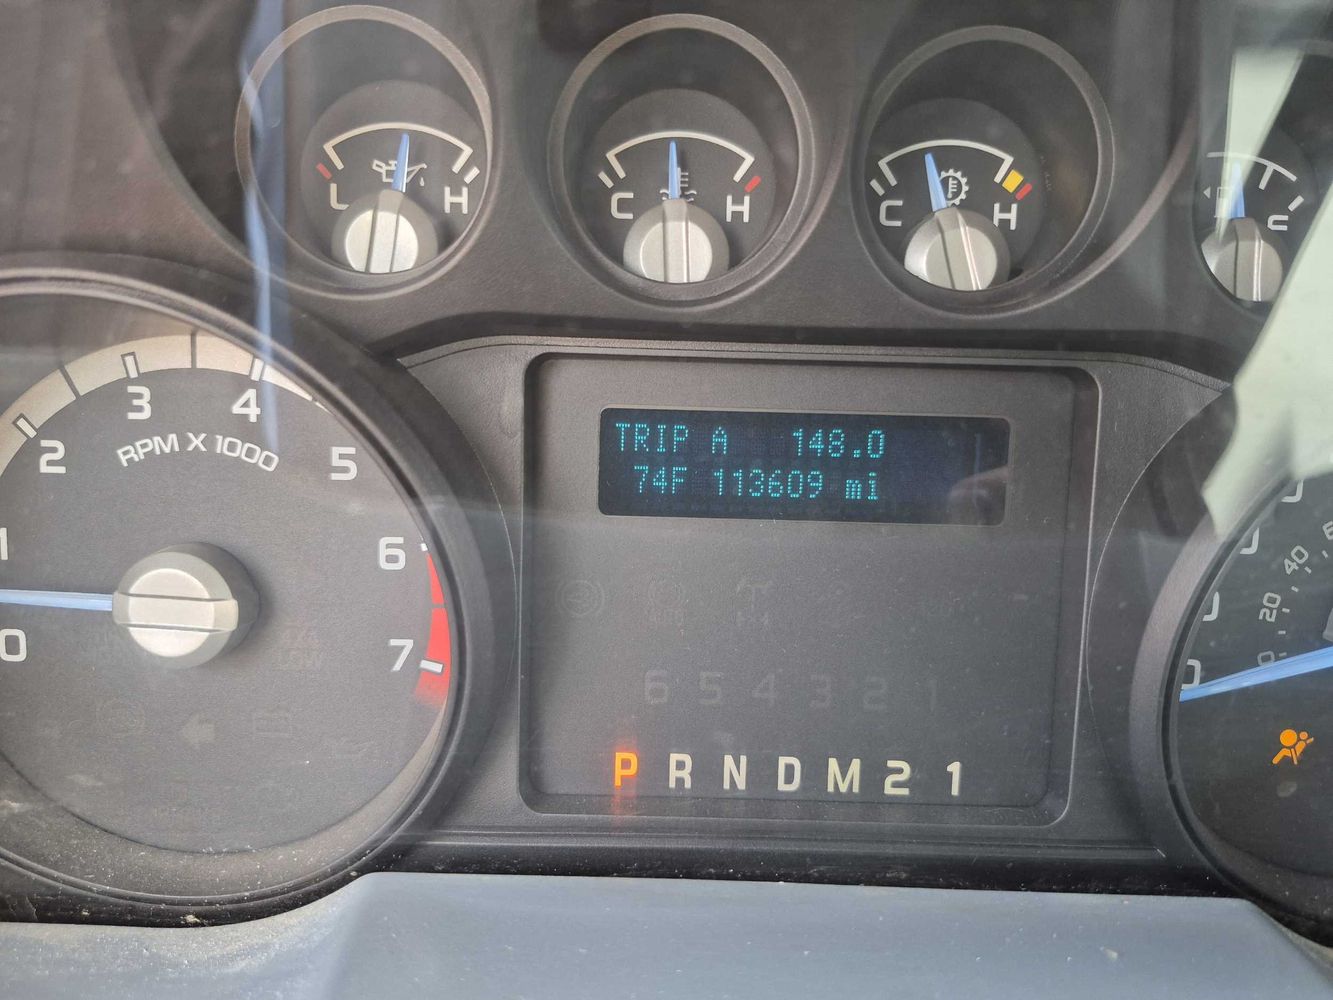 L H
C H
C H
1 2 3 4 5 6 7
RPM X 1000
0
TRIP A 148.0
74F 113609 mi
6 5 4 3 2 1
P R N D M 2 1
0 20 40